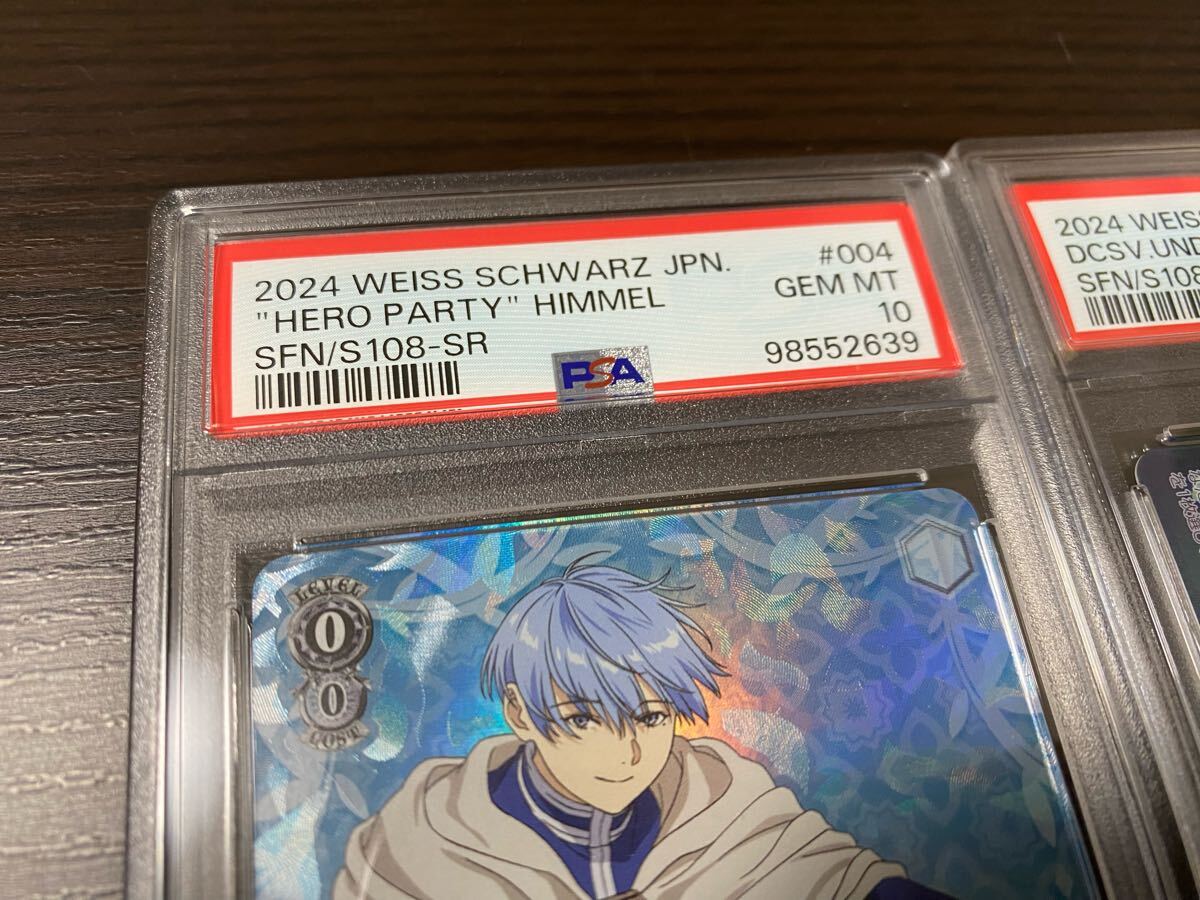 2024 WEISS SCHWARZ JPN. #004
"HERO PARTY" HIMMEL GEM MT
SFN/S108-SR 10
98552639
PSA
LEVEL
0
0
COST
2024 WEISS
DCSV.UND
SFN/S108